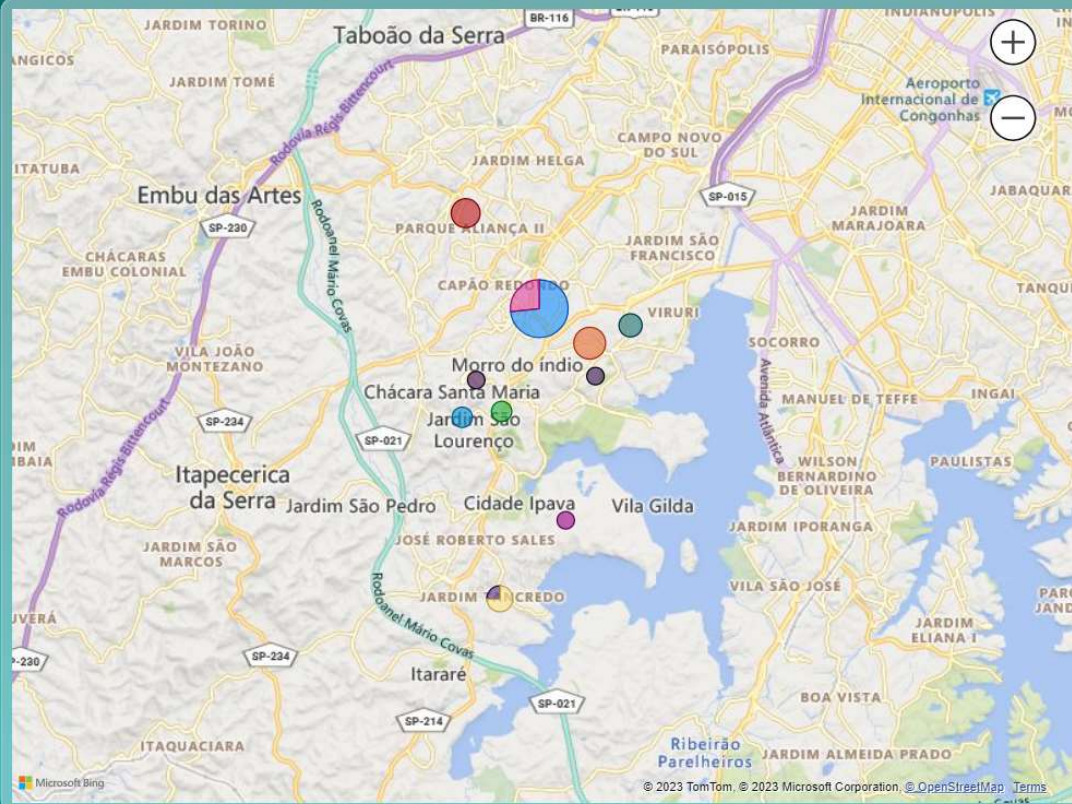 JARDIM TORINO
BR-116
INDIANÓPOLIS
Taboão da Serra
PARAISÓPOLIS
JARDIM TOMÉ
Aeroporto
Internacional de
Congonhas
Rodovia Régis Bittencourt
CAMPO NOVO
DO SUL
JARDIM HELGA
ITATUBA
Embu das Artes
SP-015
JARDIM
MARAJOARA
SP-230
PARQUE ALIANÇA II
Rodoanel Mário Covas
JARDIM SÃO
FRANCISCO
CHÁCARAS
EMBU COLONIAL
CAPÃO REDONDO
VIRURI
SOCORRO
VILA JOÃO
MONTEZANO
Morro do índio
Avenida Atlântica
Chácara Santa Maria
MANUEL DE TEFFE
INGAI
SP-234
Jardim São
Lourenço
SP-021
Rodovia Régis Bittencourt
WILSON
BERNARDINO
DE OLIVEIRA
PAULISTAS
Itapecerica
da Serra
Jardim São Pedro
Cidade Ipava
Vila Gilda
JARDIM IPORANGA
JOSÉ ROBERTO SALES
JARDIM SÃO
MARCOS
VILA SÃO JOSÉ
Rodoanel Mário Covas
JARDIM
ELIANA I
SP-234
Itararé
SP-021
BOA VISTA
SP-214
ITAQUACIARA
Ribeirão
Parelheiros
JARDIM ALMEIDA PRADO
Microsoft Bing
© 2023 TomTom, © 2023 Microsoft Corporation, © OpenStreetMap Terms